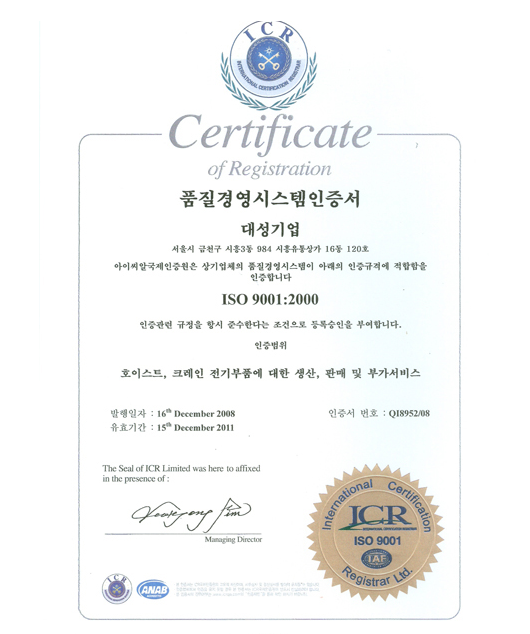 ICR
INTERNATIONAL CERTIFICATION REGISTRAR
Certificate
of Registration
품질경영시스템인증서
대성기업
서울시 금천구 시흥3동 984 시흥유통상가 16동 120호
아이씨알국제인증원은 상기업체의 품질경영시스템이 아래의 인증규격에 적합함을
인증합니다
ISO 9001:2000
인증관련 규정을 항시 준수한다는 조건으로 등록승인을 부여합니다.
인증범위
호이스트, 크레인 전기부품에 대한 생산, 판매 및 부가서비스
발행일자 : 16th December 2008
인증서 번호 : QI8952/08
유효기간 : 15th December 2011
The Seal of ICR Limited was here to affixed
in the presence of :
Managing Director
International Certification
ICR
ISO 9001
IAF
Registrar Ltd.
ICR
ANAB